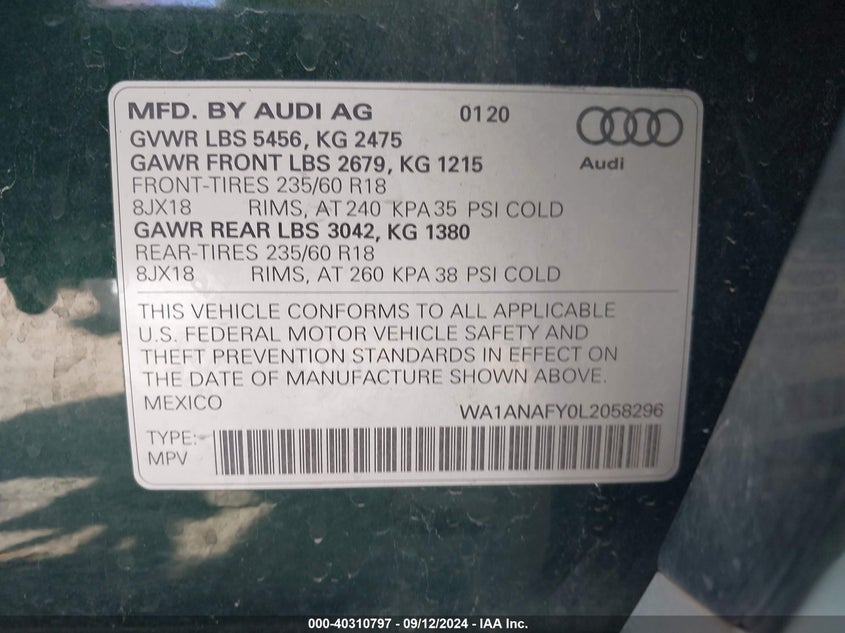 MFD. BY AUDI AG 0120
GVWR LBS 5456, KG 2475
GAWR FRONT LBS 2679, KG 1215
Audi
FRONT-TIRES 235/60 R18
8JX18 RIMS, AT 240 KPA 35 PSI COLD
GAWR REAR LBS 3042, KG 1380
REAR-TIRES 235/60 R18
8JX18 RIMS, AT 260 KPA 38 PSI COLD
THIS VEHICLE CONFORMS TO ALL APPLICABLE
U.S. FEDERAL MOTOR VEHICLE SAFETY AND
THEFT PREVENTION STANDARDS IN EFFECT ON
THE DATE OF MANUFACTURE SHOWN ABOVE.
MEXICO WA1ANAFY0L2058296
TYPE:
MPV
000-40310797 - 09/12/2024 - IAA Inc.